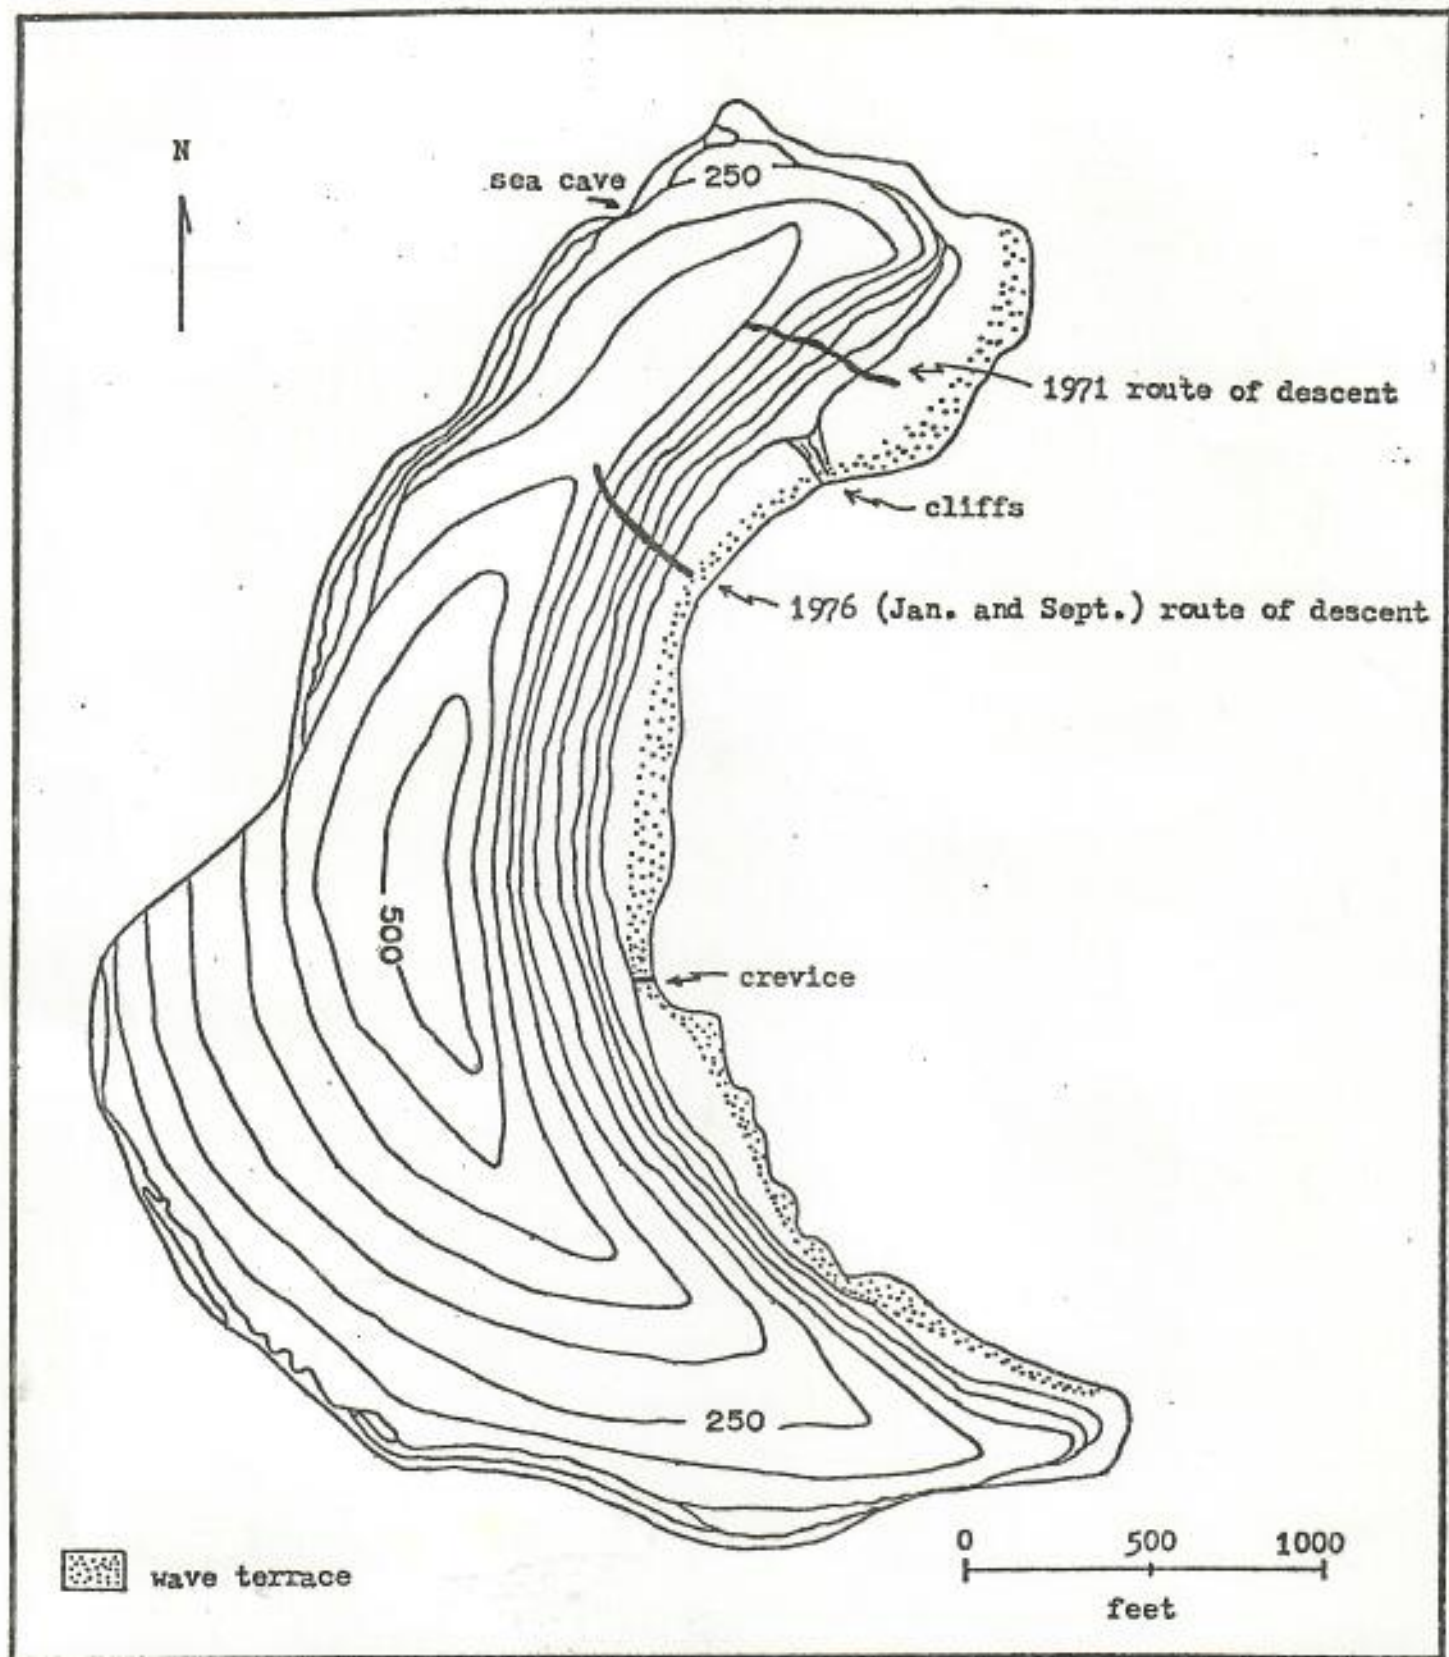 N
sea cave
250
1971 route of descent
cliffs
1976 (Jan. and Sept.) route of descent
500
crevice
250
0 500 1000
feet
wave terrace